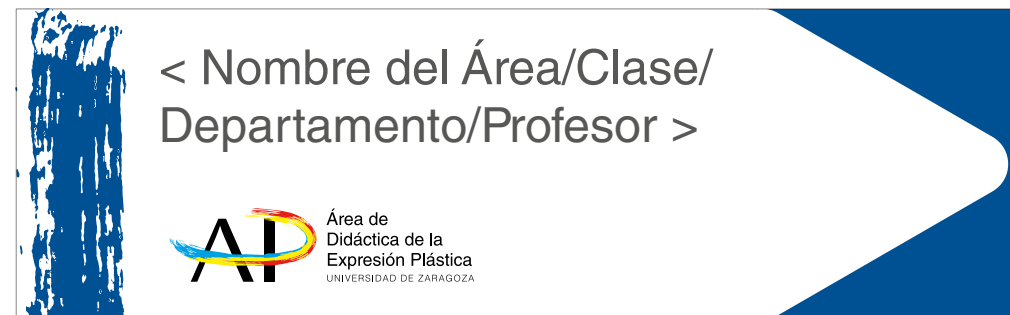 < Nombre del Área/Clase/
Departamento/Profesor >
AP
Área de
Didáctica de la
Expresión Plástica
UNIVERSIDAD DE ZARAGOZA